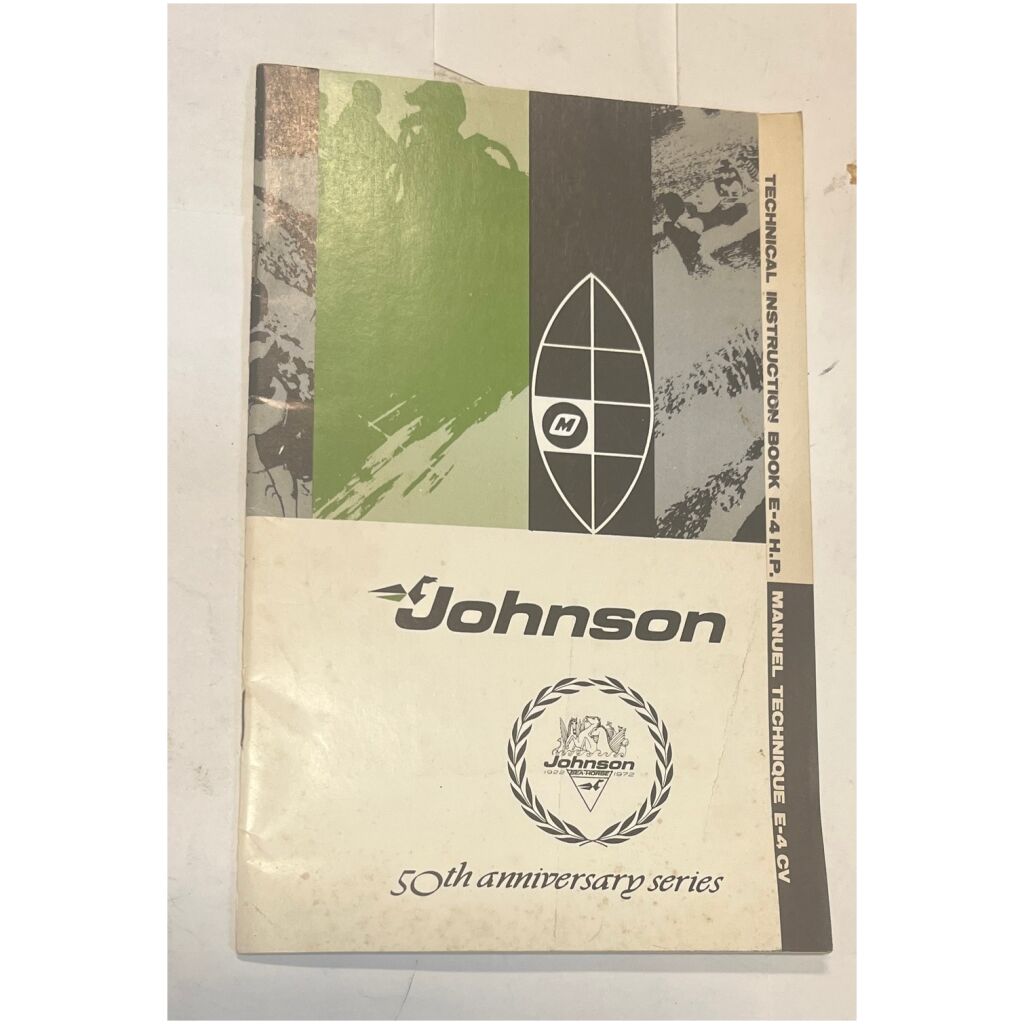 TECHNICAL INSTRUCTION BOOK E-4 H.P. MANUEL TECHNIQUE E-4 CV
M
Johnson
Johnson
1922 SEA-HORSE 1972
50th anniversary series